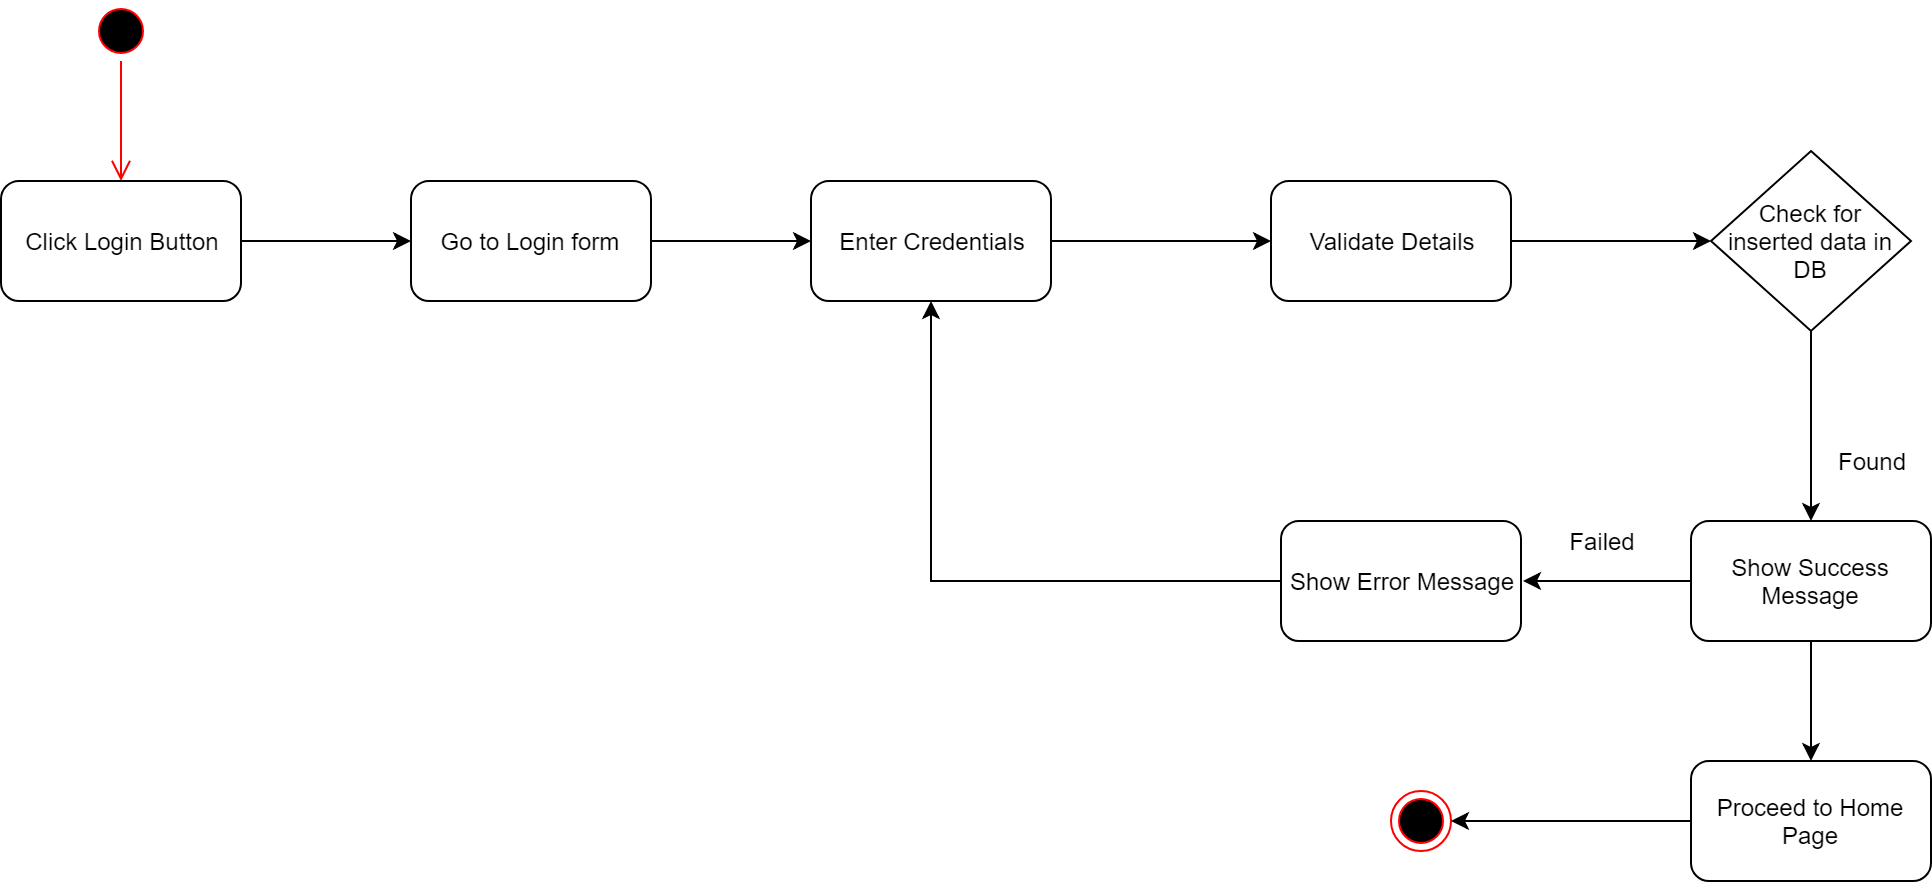 Click Login Button
Go to Login form
Enter Credentials
Validate Details
Check for
inserted data in
DB
Found
Failed
Show Error Message
Show Success
Message
Proceed to Home
Page